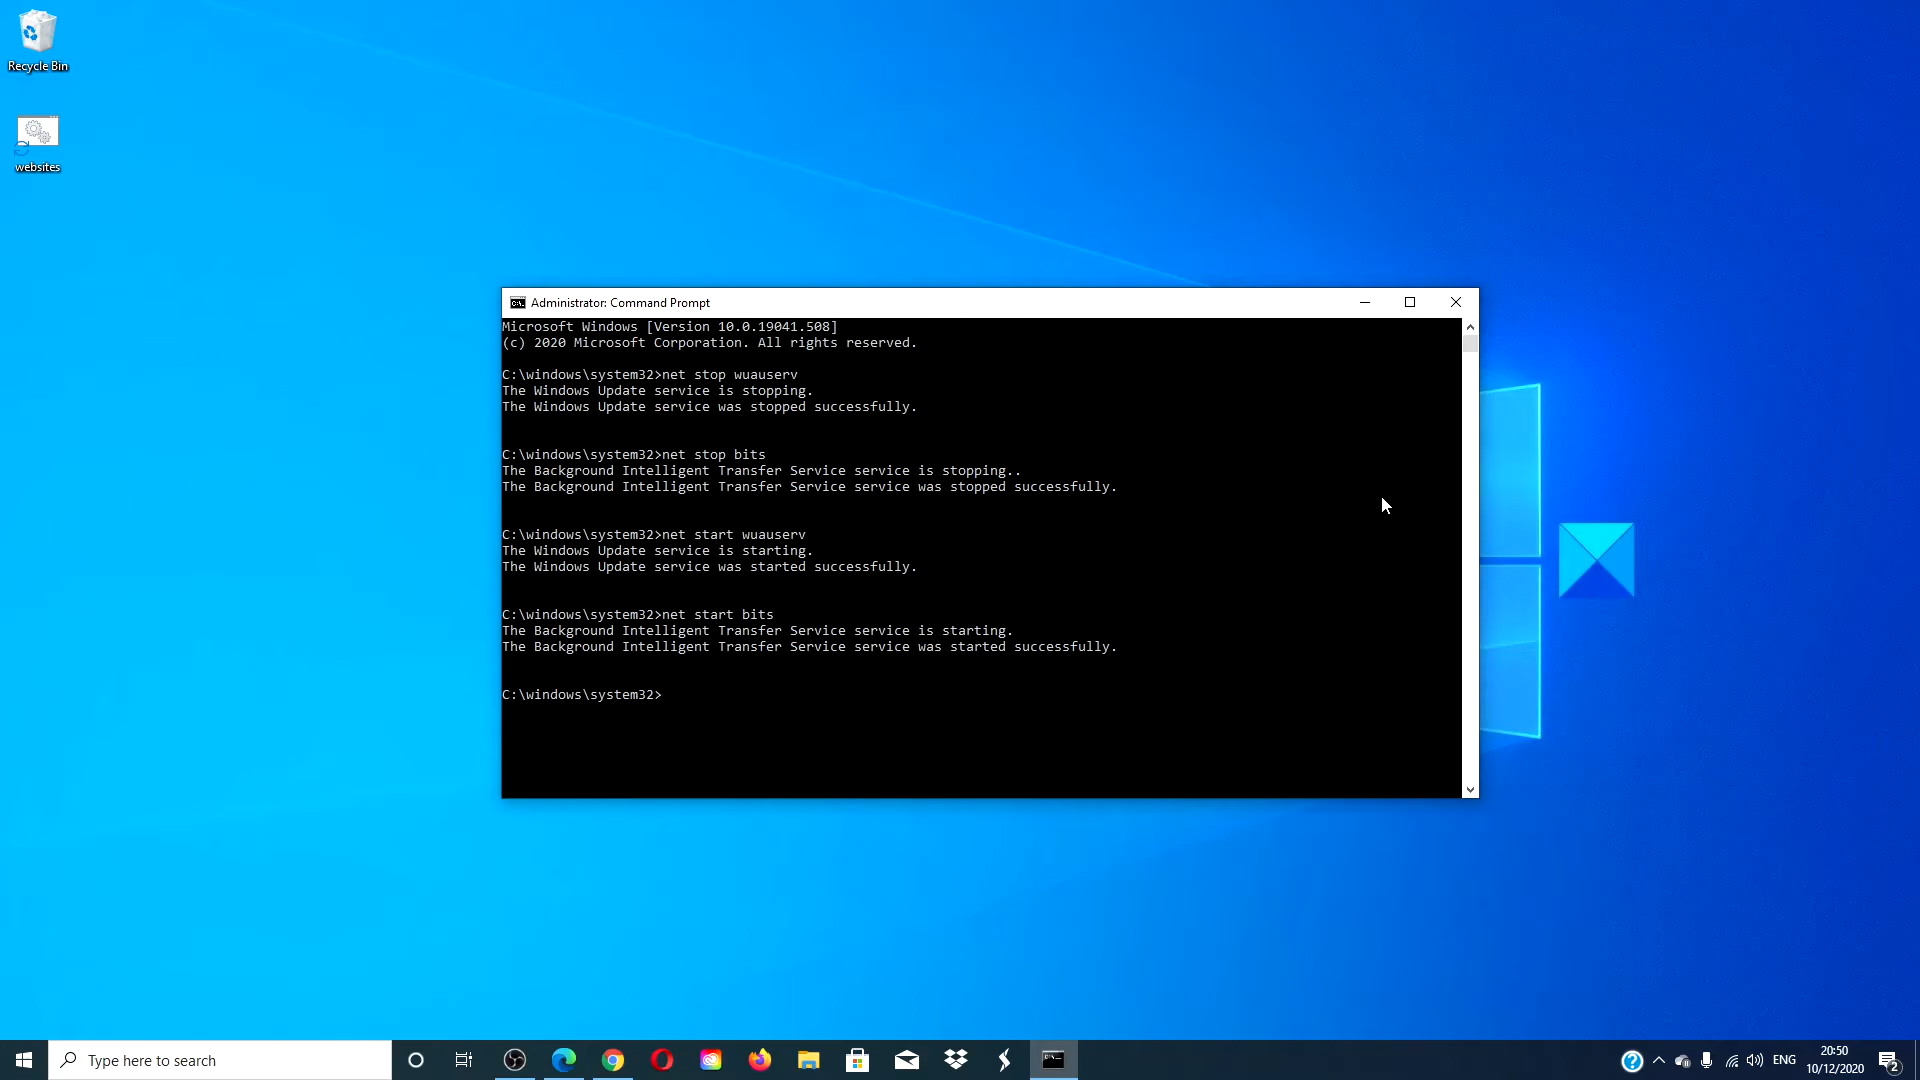 Recycle Bin
websites
Administrator: Command Prompt
Microsoft Windows [Version 10.0.19041.508]
(c) 2020 Microsoft Corporation. All rights reserved.
C:\windows\system32>net stop wuauserv
The Windows Update service is stopping.
The Windows Update service was stopped successfully.
C:\windows\system32>net stop bits
The Background Intelligent Transfer Service service is stopping..
The Background Intelligent Transfer Service service was stopped successfully.
C:\windows\system32>net start wuauserv
The Windows Update service is starting.
The Windows Update service was started successfully.
C:\windows\system32>net start bits
The Background Intelligent Transfer Service service is starting.
The Background Intelligent Transfer Service service was started successfully.
C:\windows\system32>
Type here to search
ENG
20:50
10/12/2020
2